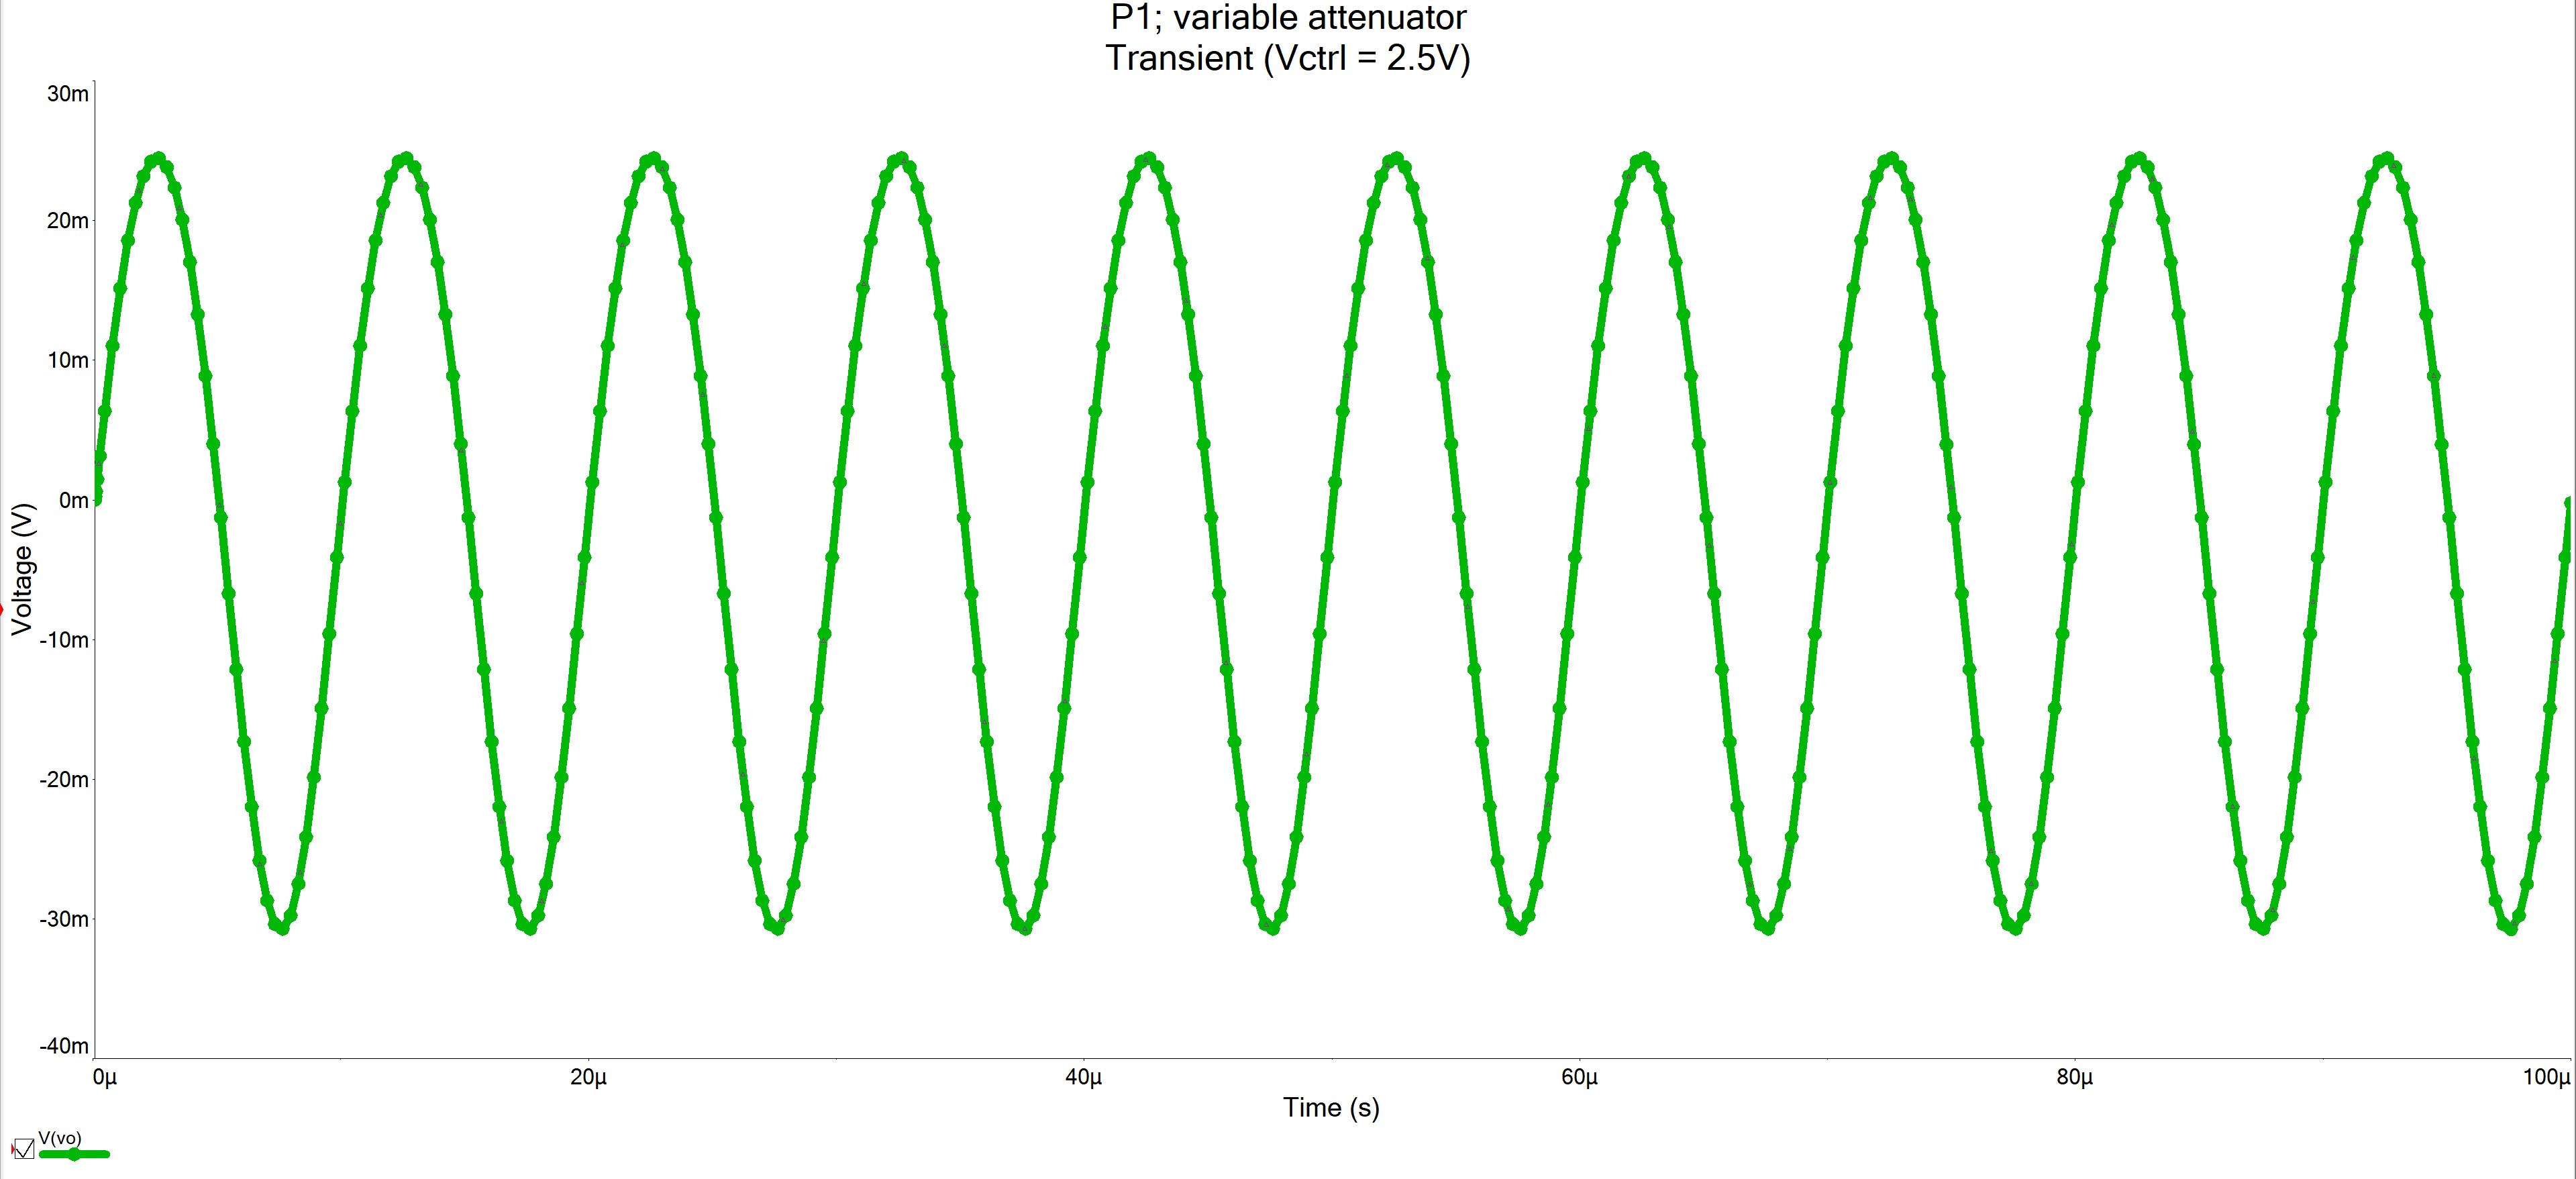 P1; variable attenuator
Transient (Vctrl = 2.5V)
30m
20m
10m
0m
-10m
-20m
-30m
-40m
Voltage (V)
0µ 20µ 40µ 60µ 80µ 100µ
Time (s)
V(vo)